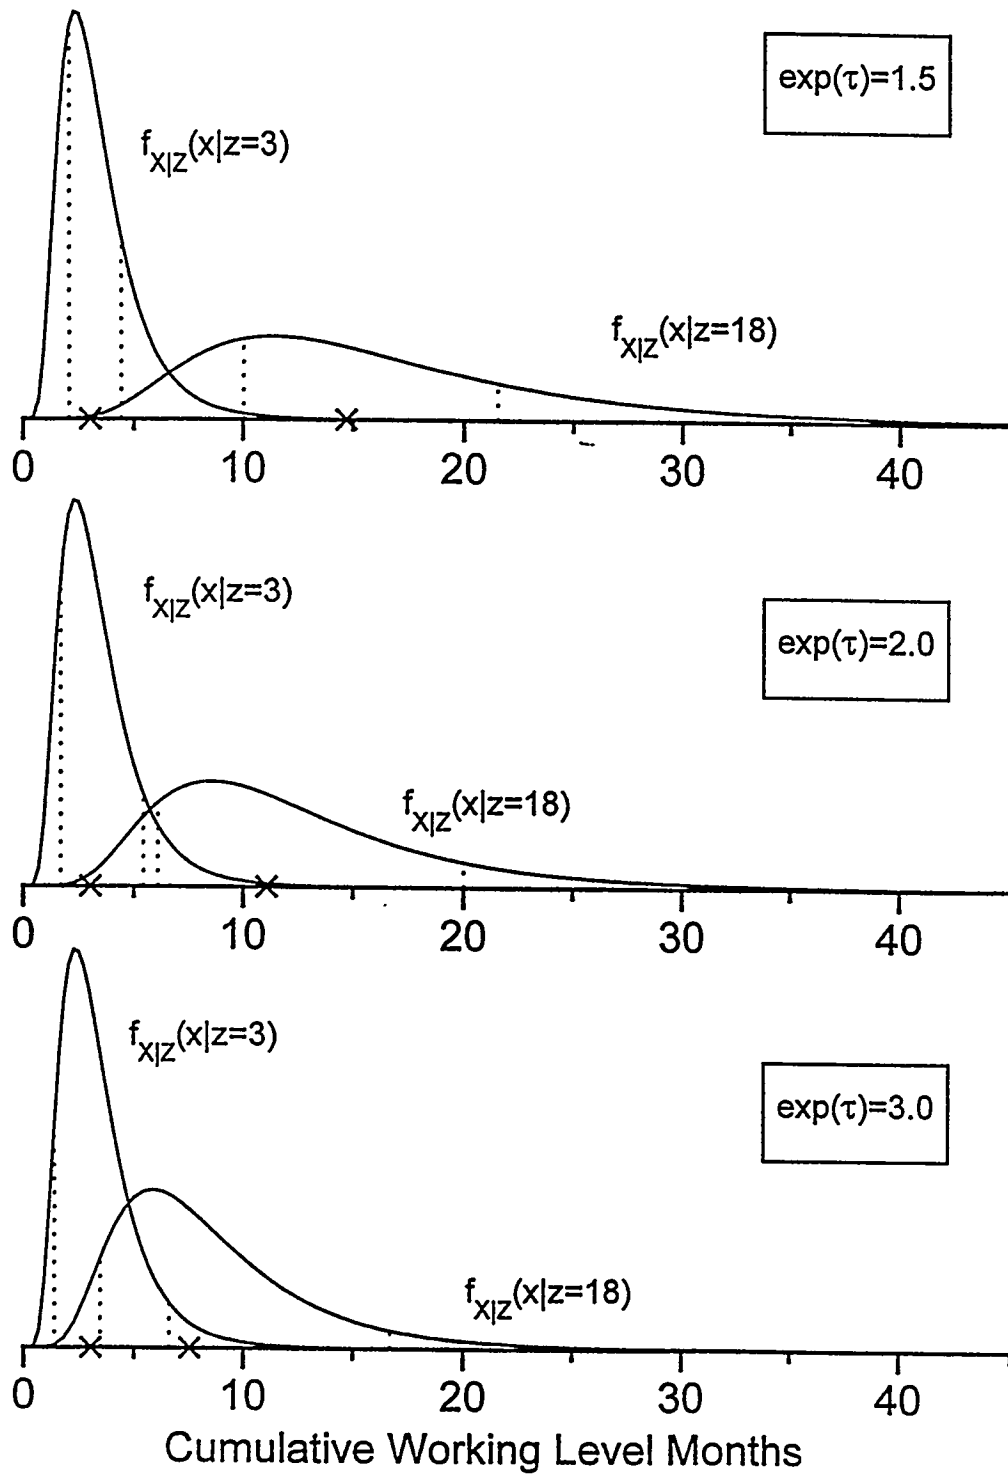 exp(τ)=1.5
f_X|Z(x|z=3)
f_X|Z(x|z=18)
0 10 20 30 40
f_X|Z(x|z=3)
exp(τ)=2.0
f_X|Z(x|z=18)
0 10 20 30 40
f_X|Z(x|z=3)
exp(τ)=3.0
f_X|Z(x|z=18)
0 10 20 30 40
Cumulative Working Level Months